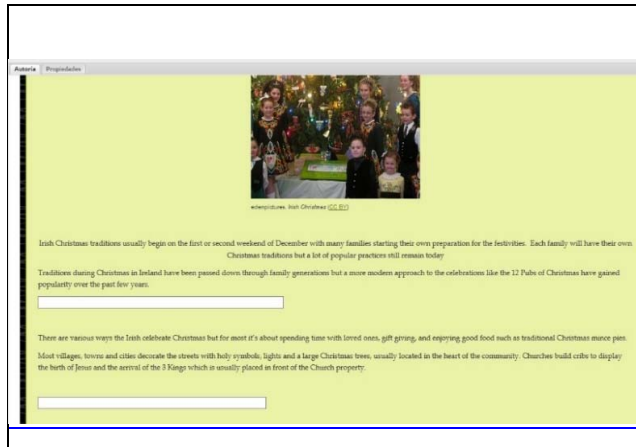 Autoría Propiedades
edenpictures. Irish Christmas (CC BY)
Irish Christmas traditions usually begin on the first or second weekend of December with many families starting their own preparation for the festivities. Each family will have their own
Christmas traditions but a lot of popular practices still remain today
Traditions during Christmas in Ireland have been passed down through family generations but a more modern approach to the celebrations like the 12 Pubs of Christmas have gained
popularity over the past few years.
There are various ways the Irish celebrate Christmas but for most it's about spending time with loved ones, gift giving, and enjoying good food such as traditional Christmas mince pies.
Most villages, towns and cities decorate the streets with holy symbols, lights and a large Christmas trees, usually located in the heart of the community. Churches build cribs to display
the birth of Jesus and the arrival of the 3 Kings which is usually placed in front of the Church property.